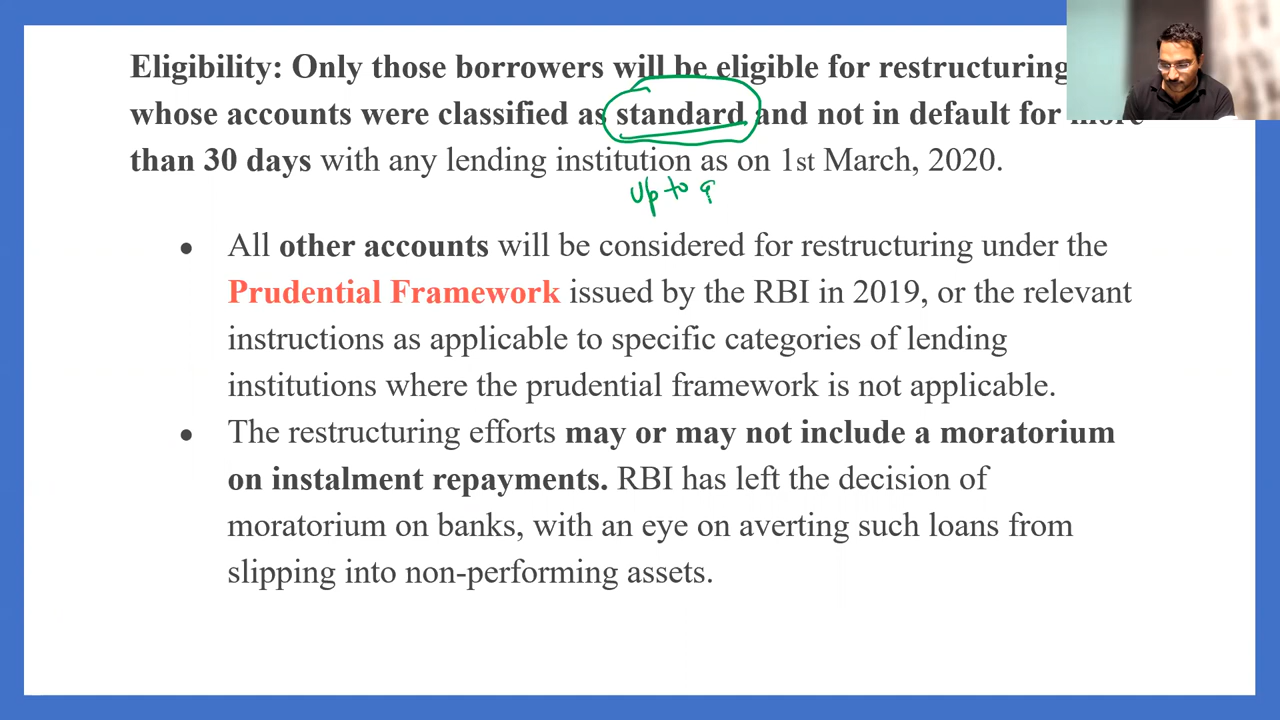 Eligibility: Only those borrowers will be eligible for restructuring
whose accounts were classified as standard and not in default for more
than 30 days with any lending institution as on 1st March, 2020.
Up to 9
• All other accounts will be considered for restructuring under the
Prudential Framework issued by the RBI in 2019, or the relevant
instructions as applicable to specific categories of lending
institutions where the prudential framework is not applicable.
• The restructuring efforts may or may not include a moratorium
on instalment repayments. RBI has left the decision of
moratorium on banks, with an eye on averting such loans from
slipping into non-performing assets.